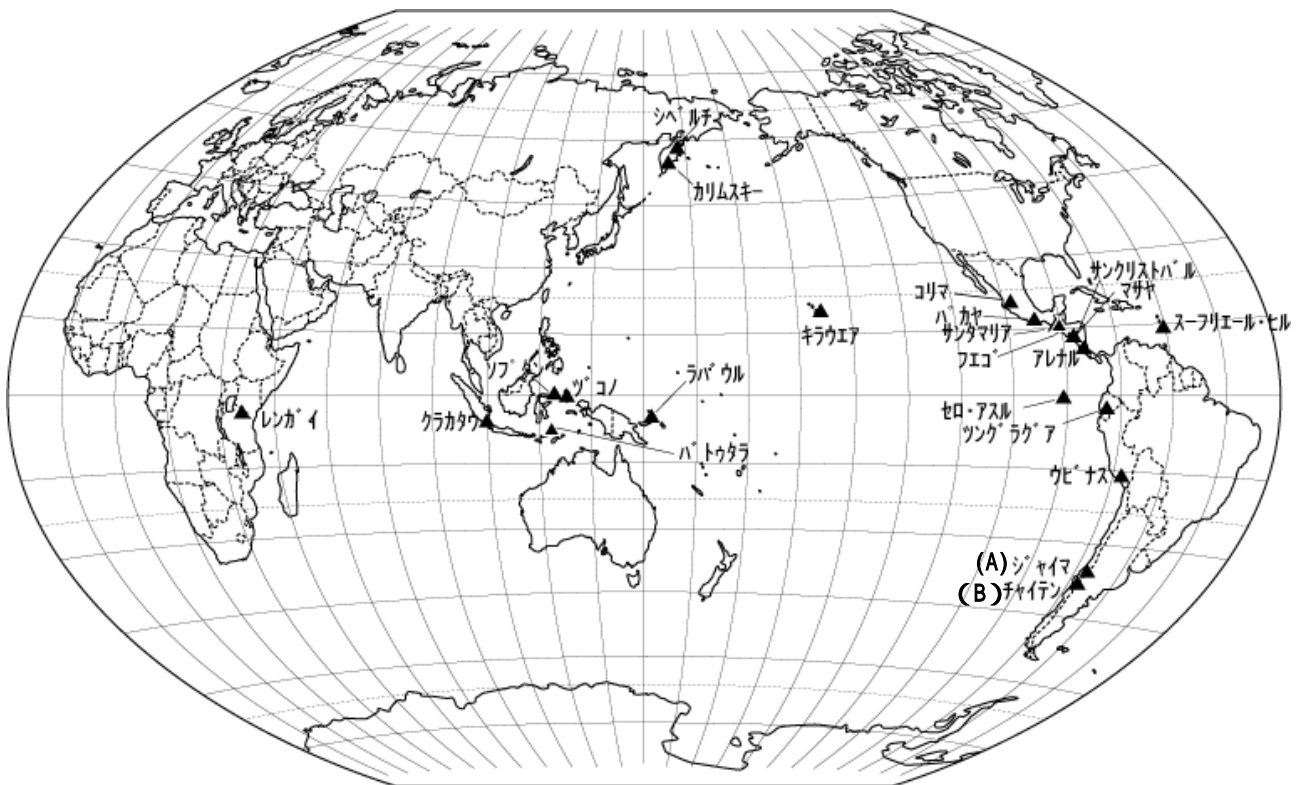 シベルチ
カリムスキー
サンクリストバル
マサヤ
コリマ
パカヤ
サンタマリア
フエゴ
アレナル
スーフリエール・ヒル
キラウエア
ソプ
ヅコノ
ラバウル
セロ・アスル
ツングラグア
レンガイ
クラカタウ
バトゥタラ
ウビナス
(A) ジャイマ
(B) チャイテン